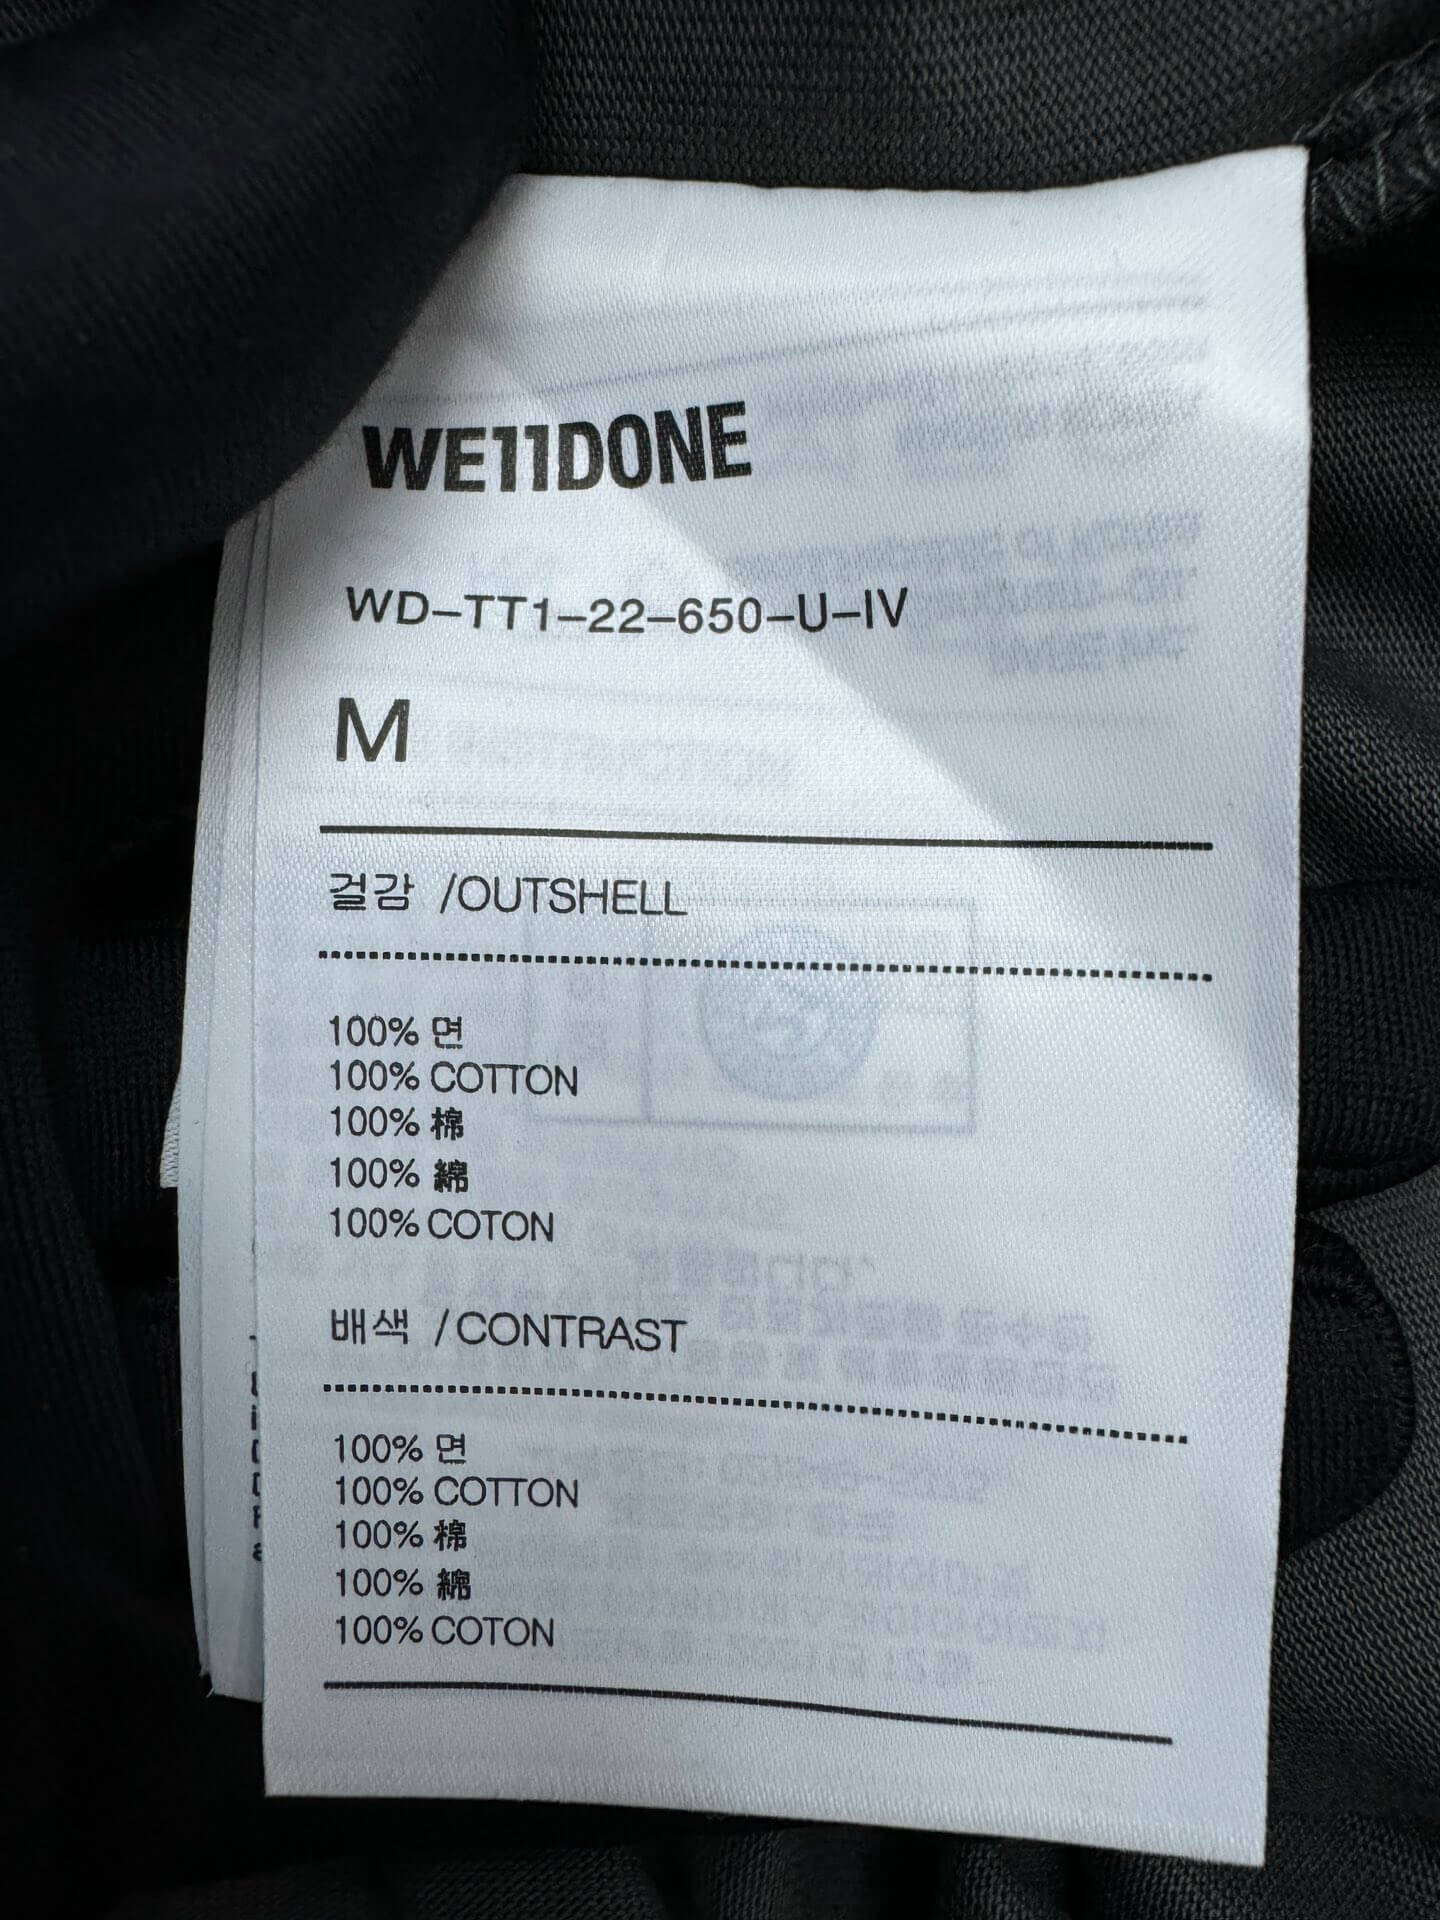 WE11DONE
WD-TT1-22-650-U-IV
M
걸감 /OUTSHELL
100% 면
100% COTTON
100% 棉
100% 綿
100% COTON
배색 /CONTRAST
100% 면
100% COTTON
100% 棉
100% 綿
100% COTON